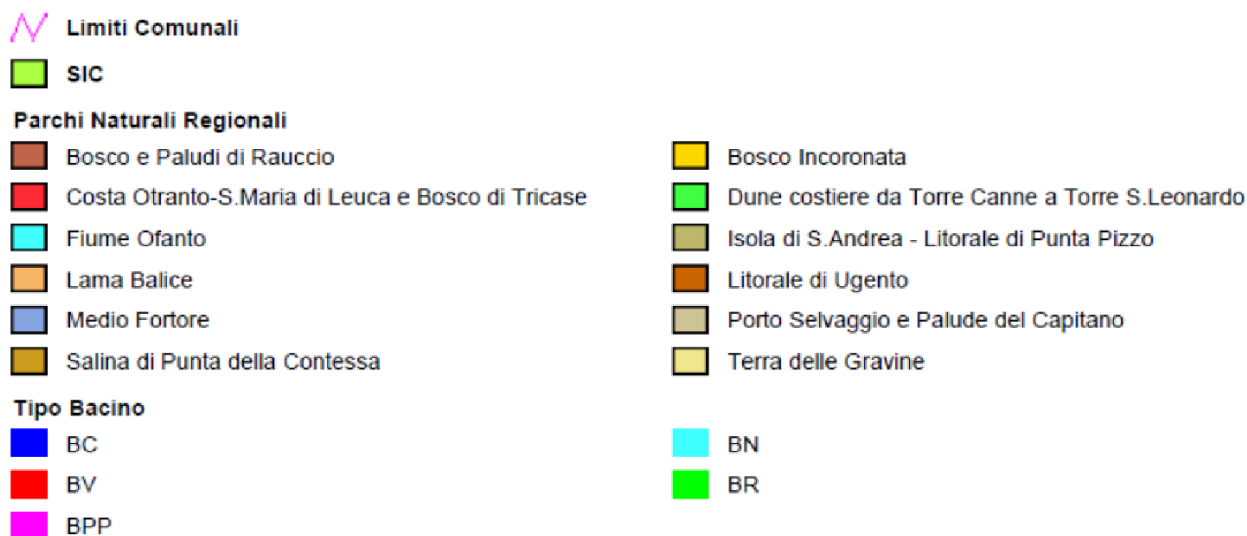 Limiti Comunali
SIC
Parchi Naturali Regionali
Bosco e Paludi di Rauccio
Bosco Incoronata
Costa Otranto-S.Maria di Leuca e Bosco di Tricase
Dune costiere da Torre Canne a Torre S.Leonardo
Fiume Ofanto
Isola di S.Andrea - Litorale di Punta Pizzo
Lama Balice
Litorale di Ugento
Medio Fortore
Porto Selvaggio e Palude del Capitano
Salina di Punta della Contessa
Terra delle Gravine
Tipo Bacino
BC
BN
BV
BR
BPP